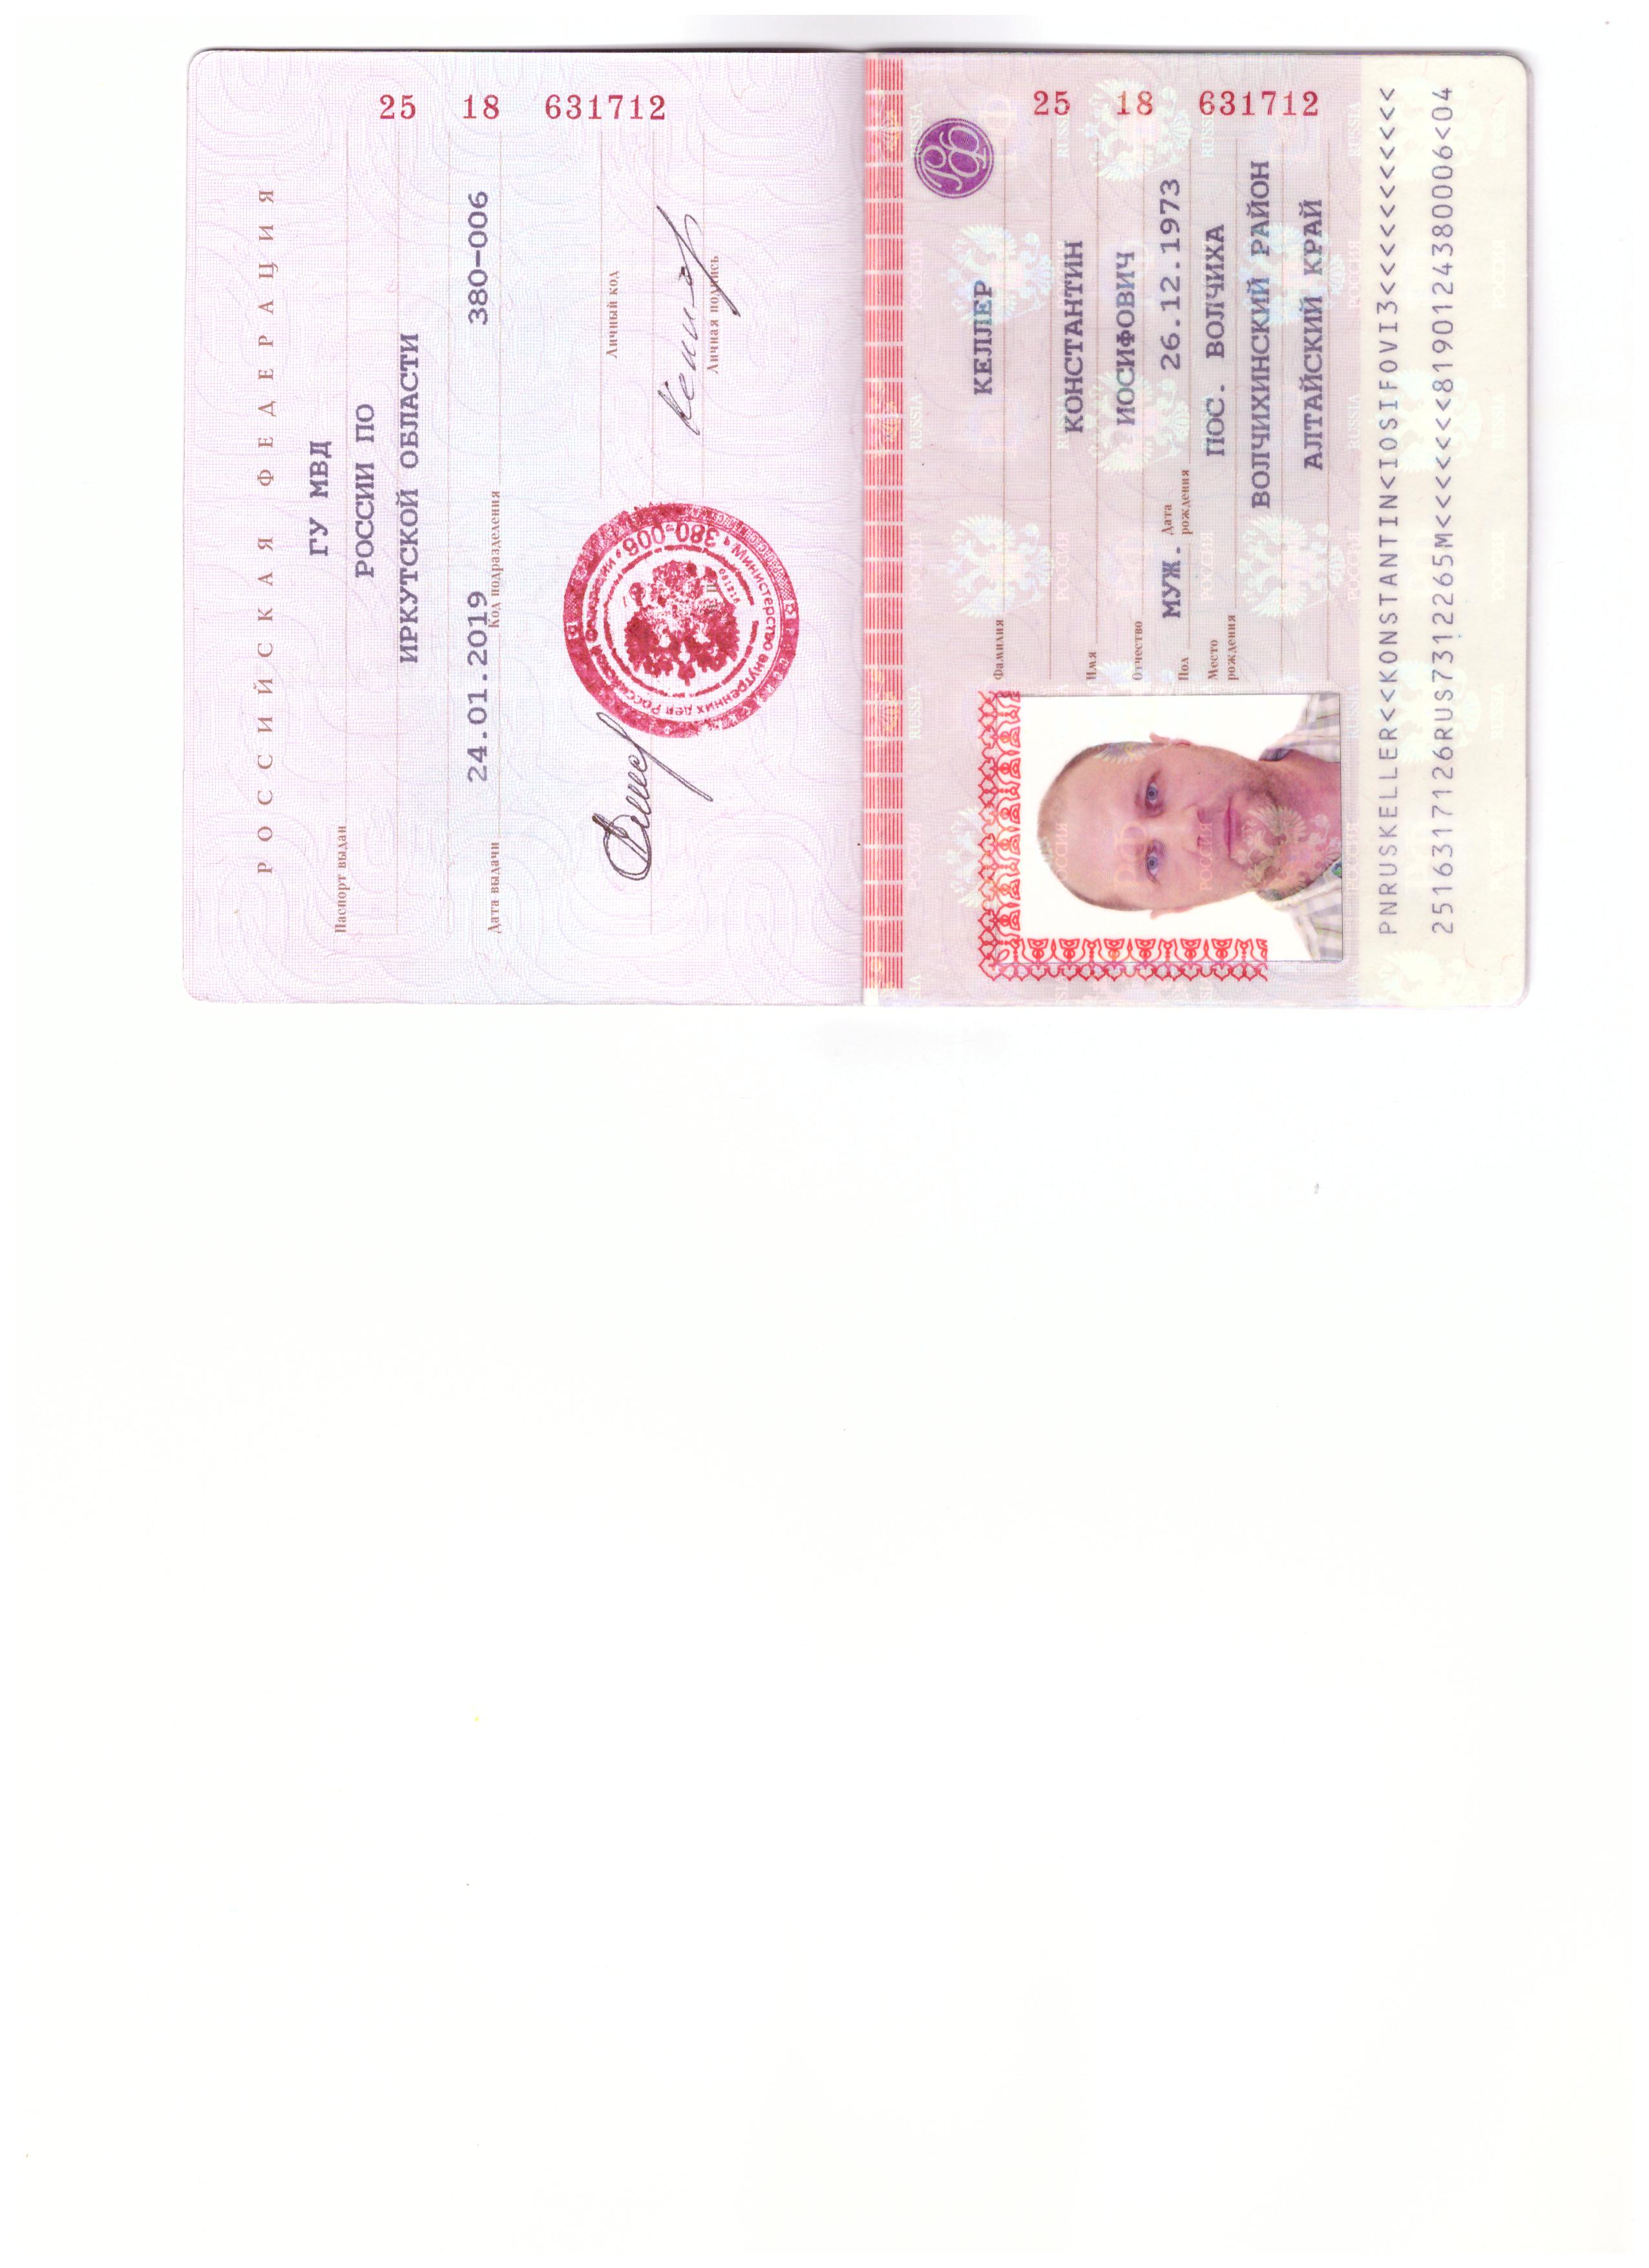 РОССИЙСКАЯ ФЕДЕРАЦИЯ
Паспорт выдан ГУ МВД
РОССИИ ПО
ИРКУТСКОЙ ОБЛАСТИ
Дата выдачи 24.01.2019 Код подразделения 380-006
Личный код
Личная подпись
25 18 631712
МИНИСТЕРСТВО ВНУТРЕННИХ ДЕЛ РОССИЙСКОЙ ФЕДЕРАЦИИ * 380-006 *
25 18 631712
РФ
Фамилия КЕЛЛЕР
Имя КОНСТАНТИН
Отчество ИОСИФОВИЧ
Пол МУЖ. Дата рождения 26.12.1973
Место рождения ПОС. ВОЛЧИХА
ВОЛЧИХИНСКИЙ РАЙОН
АЛТАЙСКИЙ КРАЙ
PNRUSKELLER<<KONSTANTIN<IOSIFOVI3<<<<<<<<<<<
2516317126RUS7312265M<<<<<<<8190124380006<04